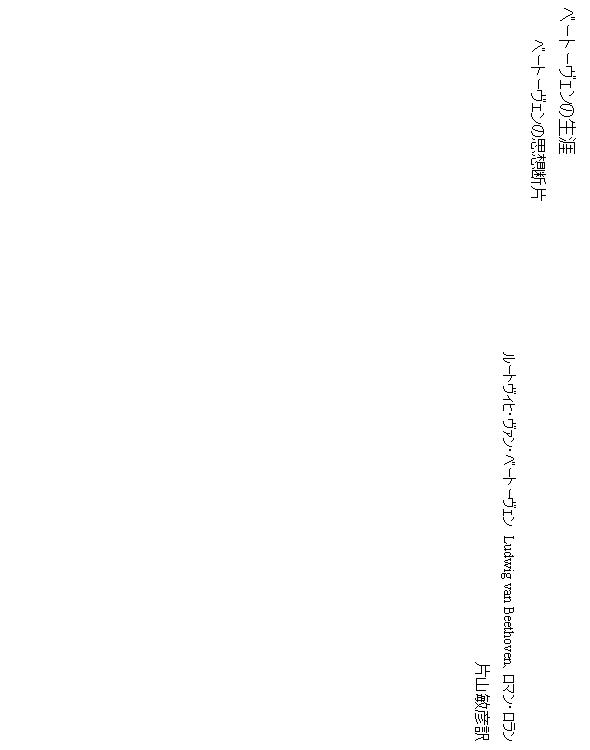 ベートーヴェンの生涯
ベートーヴェンの思想断片
ルートヴィヒ・ヴァン・ベートーヴェン Ludwig van Beethoven、ロマン・ロラン
片山敏彦訳